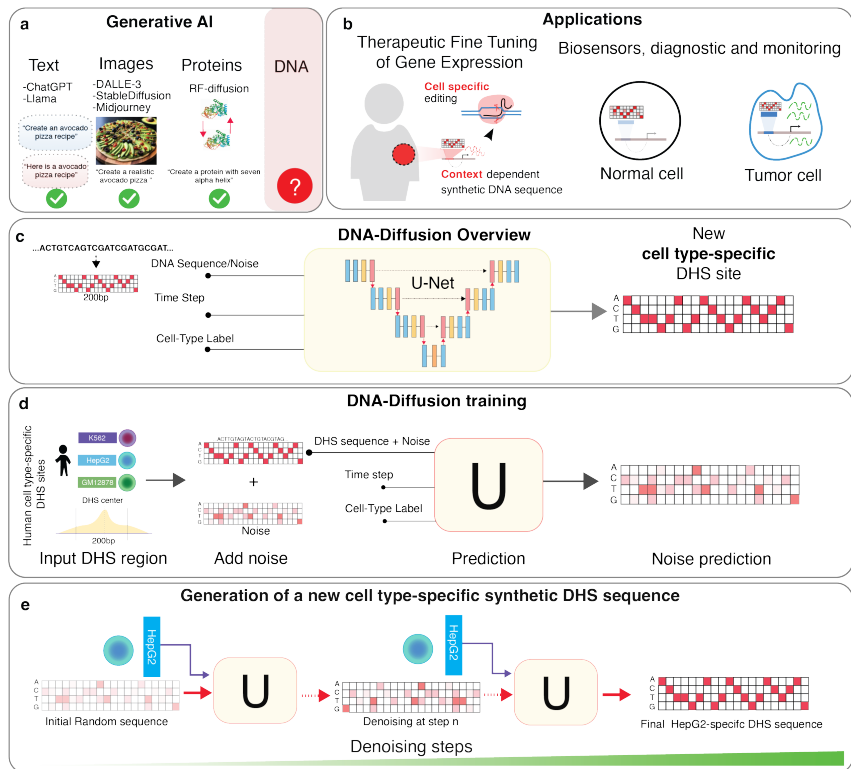 a
Generative AI
Text
Images
Proteins
DNA
-ChatGPT
-Llama
-DALLE-3
-StableDiffusion
-Midjourney
RF-diffusion
"Create an avocado
pizza recipe"
"Here is a avocado
pizza recipe"
"Create a realistic
avocado pizza "
"Create a protein with seven
alpha helix"
?
b
Applications
Therapeutic Fine Tuning
of Gene Expression
Cell specific
editing
Context dependent
synthetic DNA sequence
Biosensors, diagnostic and monitoring
Normal cell
Tumor cell
c
DNA-Diffusion Overview
...ACTGTCAGTCGATCGATGCGAT...
A
C
T
G
200bp
DNA Sequence/Noise
Time Step
Cell-Type Label
U-Net
New
cell type-specific
DHS site
A
C
T
G
d
DNA-Diffusion training
Human cell type-specific
DHS sites
K562
HepG2
GM12878
DHS center
200bp
Input DHS region
ACTTGTAGTACTGTACGTAG
A
C
T
G
+
A
C
T
G
Noise
Add noise
DHS sequence + Noise
Time step
Cell-Type Label
U
Prediction
A
C
T
G
Noise prediction
e
Generation of a new cell type-specific synthetic DHS sequence
HepG2
A
C
T
G
Initial Random sequence
U
HepG2
A
C
T
G
Denoising at step n
U
A
C
T
G
Final HepG2-specifc DHS sequence
Denoising steps